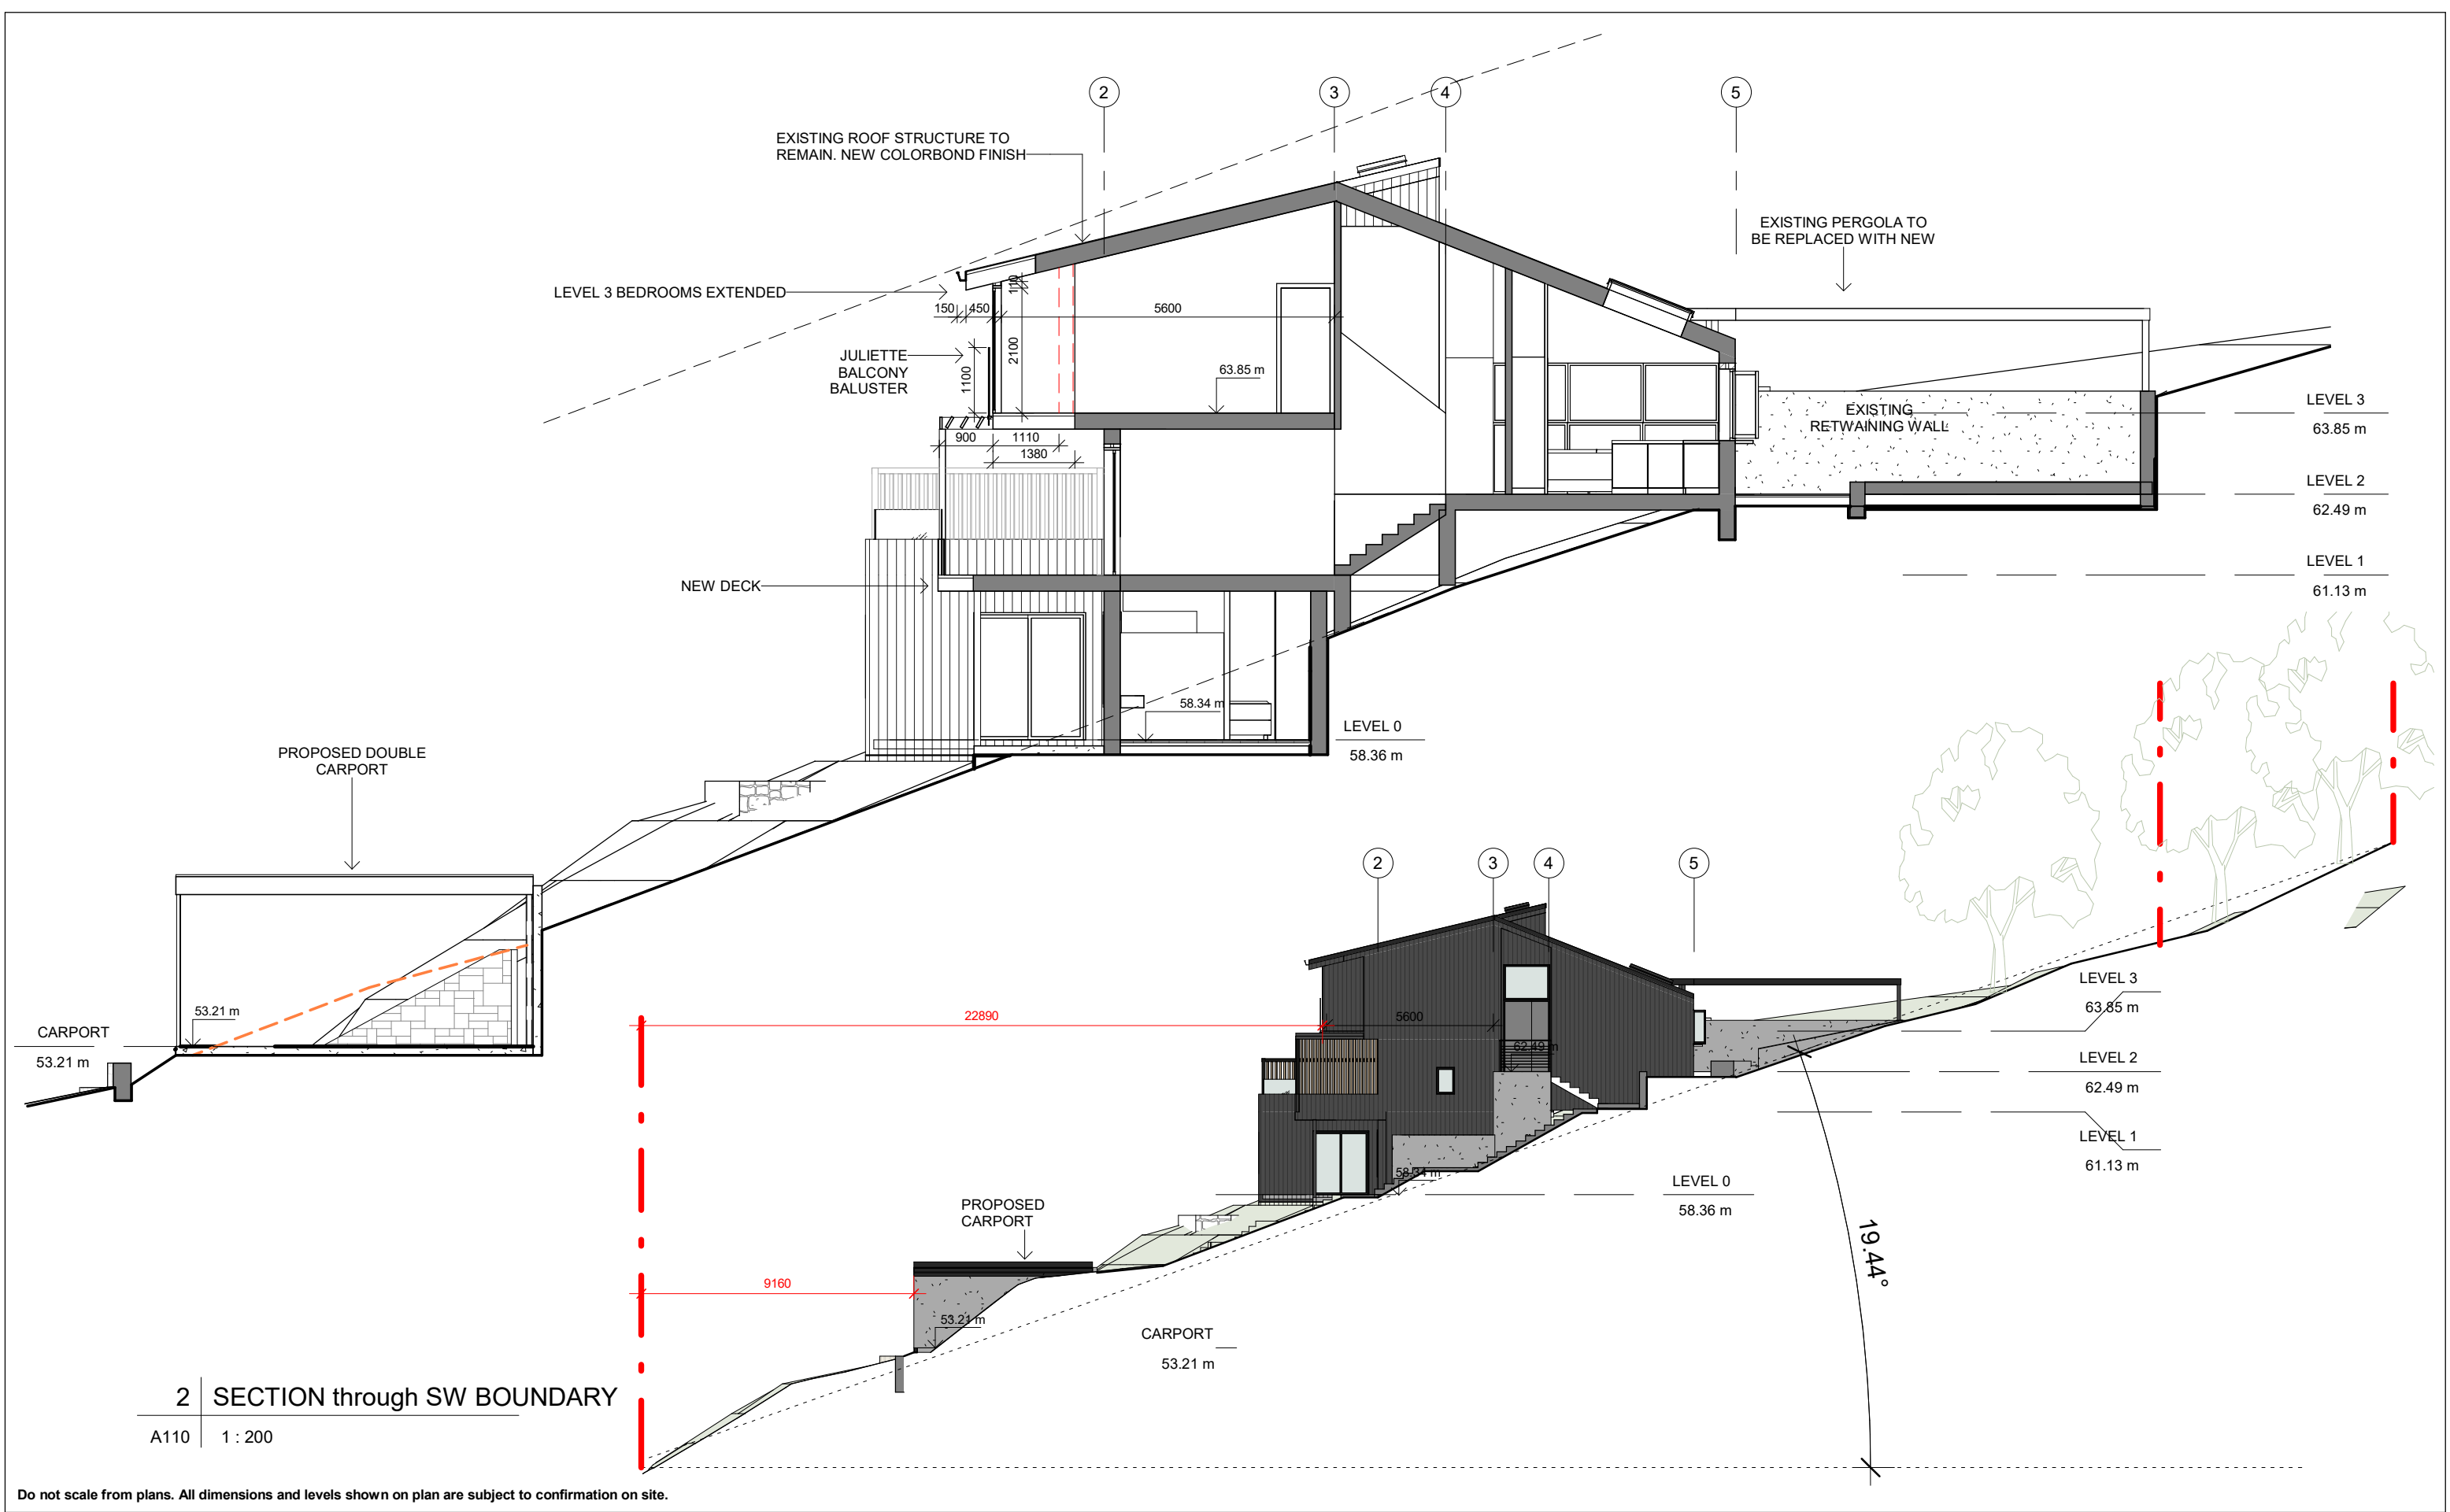 2
3
4
5
EXISTING ROOF STRUCTURE TO
REMAIN. NEW COLORBOND FINISH
EXISTING PERGOLA TO
BE REPLACED WITH NEW
LEVEL 3 BEDROOMS EXTENDED
150
450
110
5600
2100
1100
JULIETTE
BALCONY
BALUSTER
63.85 m
EXISTING
RETWAINING WALL
LEVEL 3
63.85 m
900
1110
1380
LEVEL 2
62.49 m
LEVEL 1
61.13 m
NEW DECK
58.34 m
LEVEL 0
58.36 m
PROPOSED DOUBLE
CARPORT
53.21 m
CARPORT
53.21 m
2
3
4
5
22890
5600
62.49 m
LEVEL 3
63.85 m
LEVEL 2
62.49 m
LEVEL 1
61.13 m
58.34 m
LEVEL 0
58.36 m
PROPOSED
CARPORT
9160
53.21 m
CARPORT
53.21 m
19.44°
2 SECTION through SW BOUNDARY
A110 1 : 200
Do not scale from plans. All dimensions and levels shown on plan are subject to confirmation on site.